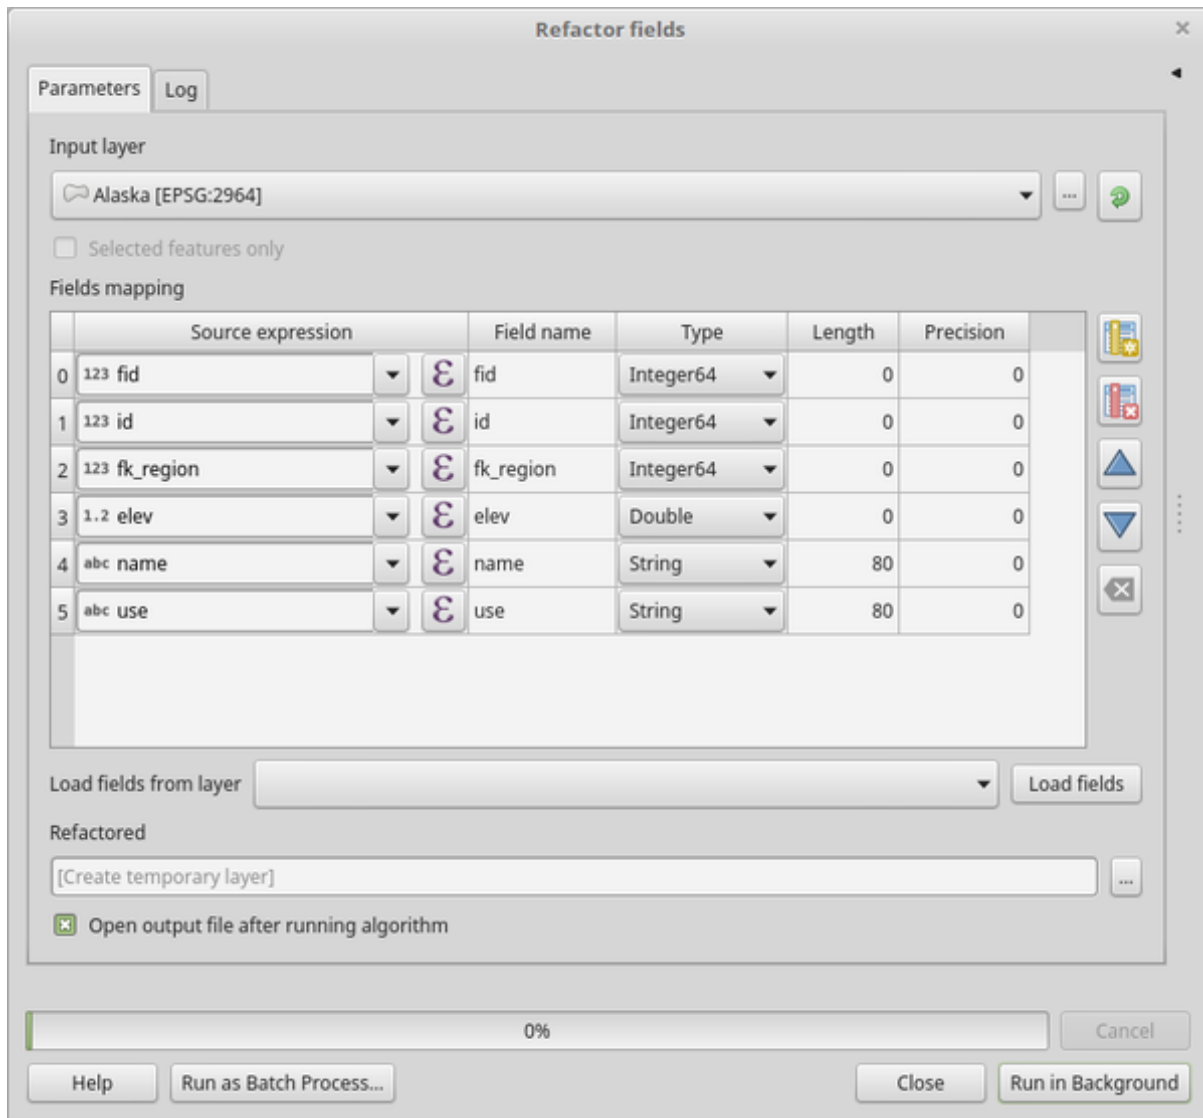 Refactor fields
Parameters Log
Input layer
Alaska [EPSG:2964] ...
Selected features only
Fields mapping
Source expression Field name Type Length Precision
0 123 fid ε fid Integer64 0 0
1 123 id ε id Integer64 0 0
2 123 fk_region ε fk_region Integer64 0 0
3 1.2 elev ε elev Double 0 0
4 abc name ε name String 80 0
5 abc use ε use String 80 0
Load fields from layer Load fields
Refactored
[Create temporary layer] ...
Open output file after running algorithm
0% Cancel
Help Run as Batch Process... Close Run in Background